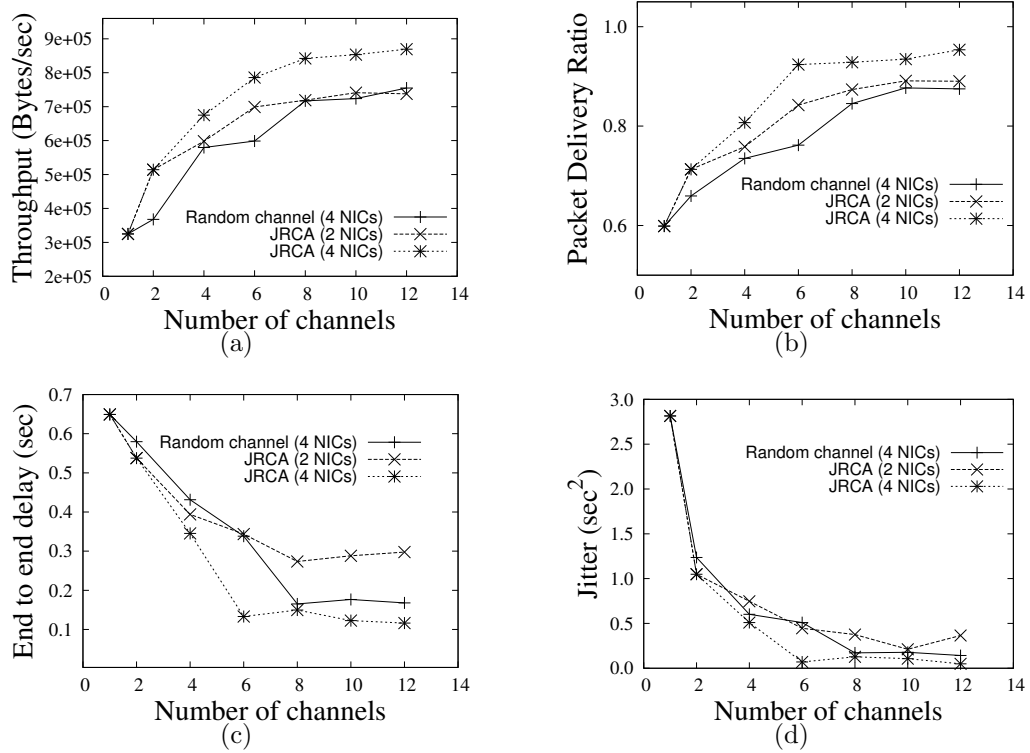 9e+05
8e+05
7e+05
6e+05
5e+05
4e+05
3e+05
2e+05
Throughput (Bytes/sec)
Random channel (4 NICs)
JRCA (2 NICs)
JRCA (4 NICs)
0 2 4 6 8 10 12 14
Number of channels
(a)
1.0
0.8
0.6
Packet Delivery Ratio
Random channel (4 NICs)
JRCA (2 NICs)
JRCA (4 NICs)
0 2 4 6 8 10 12 14
Number of channels
(b)
0.7
0.6
0.5
0.4
0.3
0.2
0.1
End to end delay (sec)
Random channel (4 NICs)
JRCA (2 NICs)
JRCA (4 NICs)
0 2 4 6 8 10 12 14
Number of channels
(c)
3.0
2.5
2.0
1.5
1.0
0.5
0.0
Jitter (sec²)
Random channel (4 NICs)
JRCA (2 NICs)
JRCA (4 NICs)
0 2 4 6 8 10 12 14
Number of channels
(d)